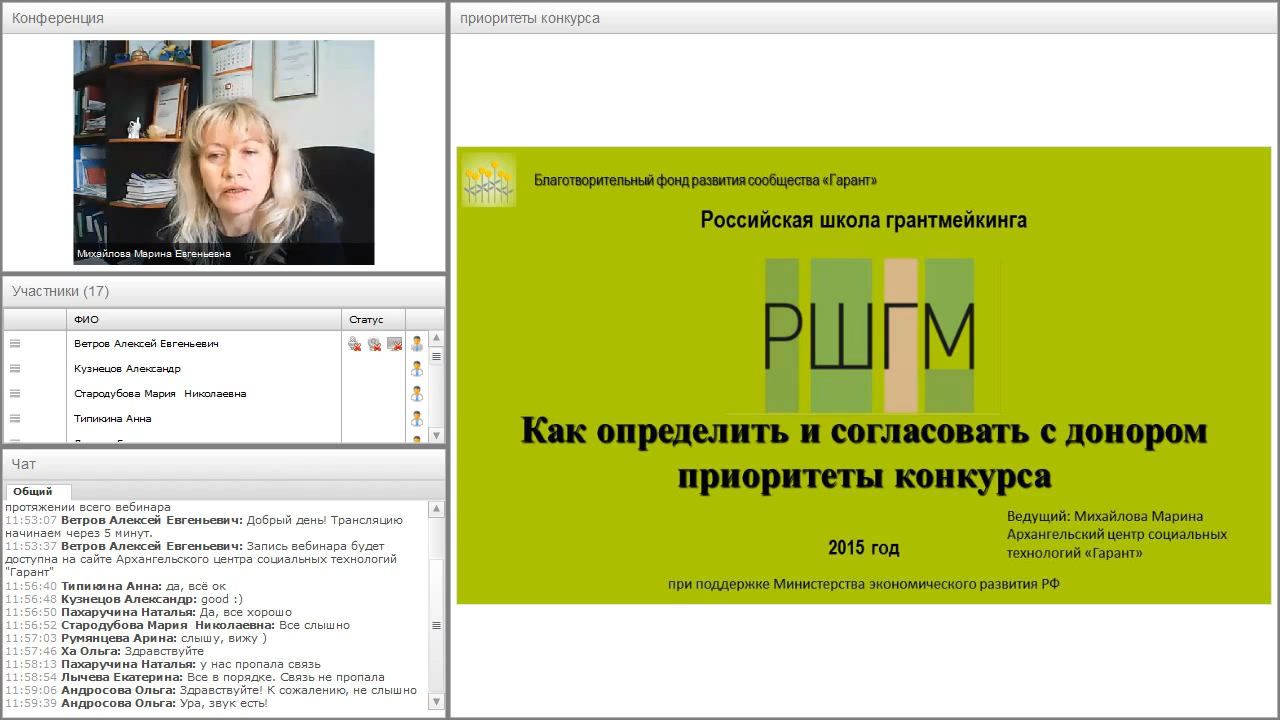 Конференция
Михайлова Марина Евгеньевна
Участники (17)
ФИО
Статус
Ветров Алексей Евгеньевич
Кузнецов Александр
Стародубова Мария Николаевна
Типикина Анна
Чат
Общий
протяжении всего вебинара
11:53:07 Ветров Алексей Евгеньевич: Добрый день! Трансляцию
начинаем через 5 минут.
11:53:37 Ветров Алексей Евгеньевич: Запись вебинара будет
доступна на сайте Архангельского центра социальных технологий
"Гарант"
11:56:40 Типикина Анна: да, всё ок
11:56:48 Кузнецов Александр: good :)
11:56:50 Пахаручина Наталья: Да, все хорошо
11:56:52 Стародубова Мария Николаевна: Все слышно
11:57:03 Румянцева Арина: слышу, вижу )
11:57:46 Ха Ольга: Здравствуйте
11:58:13 Пахаручина Наталья: у нас пропала связь
11:58:54 Лычева Екатерина: Все в порядке. Связь не пропала
11:59:06 Андросова Ольга: Здравствуйте! К сожалению, не слышно
11:59:39 Андросова Ольга: Ура, звук есть!
приоритеты конкурса
Благотворительный фонд развития сообщества «Гарант»
Российская школа грантмейкинга
РШГМ
Как определить и согласовать с донором
приоритеты конкурса
Ведущий: Михайлова Марина
Архангельский центр социальных
технологий «Гарант»
2015 год
при поддержке Министерства экономического развития РФ